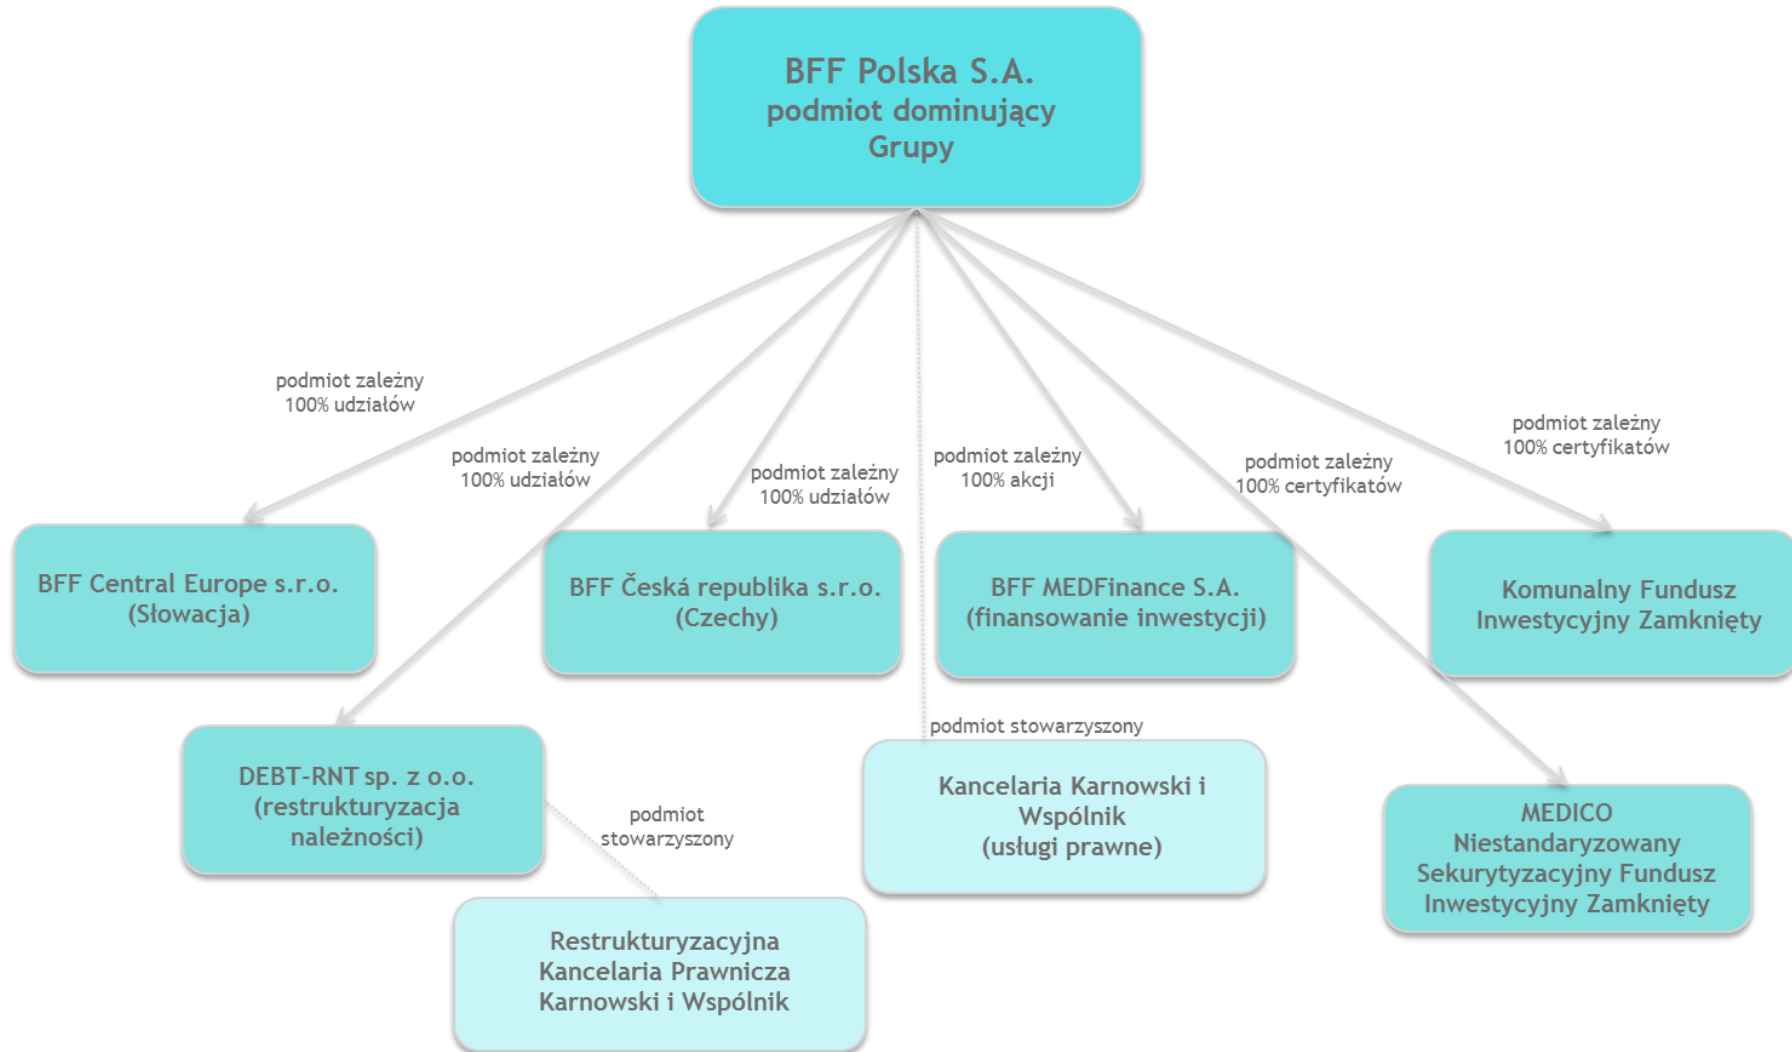 BFF Polska S.A.
podmiot dominujący
Grupy
podmiot zależny
100% udziałów
podmiot zależny
100% udziałów
podmiot zależny
100% udziałów
podmiot zależny
100% akcji
podmiot zależny
100% certyfikatów
podmiot zależny
100% certyfikatów
BFF Central Europe s.r.o.
(Słowacja)
BFF Česká republika s.r.o.
(Czechy)
BFF MEDFinance S.A.
(finansowanie inwestycji)
Komunalny Fundusz
Inwestycyjny Zamknięty
DEBT-RNT sp. z o.o.
(restrukturyzacja
należności)
podmiot
stowarzyszony
podmiot stowarzyszony
Kancelaria Karnowski i
Wspólnik
(usługi prawne)
MEDICO
Niestandaryzowany
Sekurytyzacyjny Fundusz
Inwestycyjny Zamknięty
Restrukturyzacyjna
Kancelaria Prawnicza
Karnowski i Wspólnik